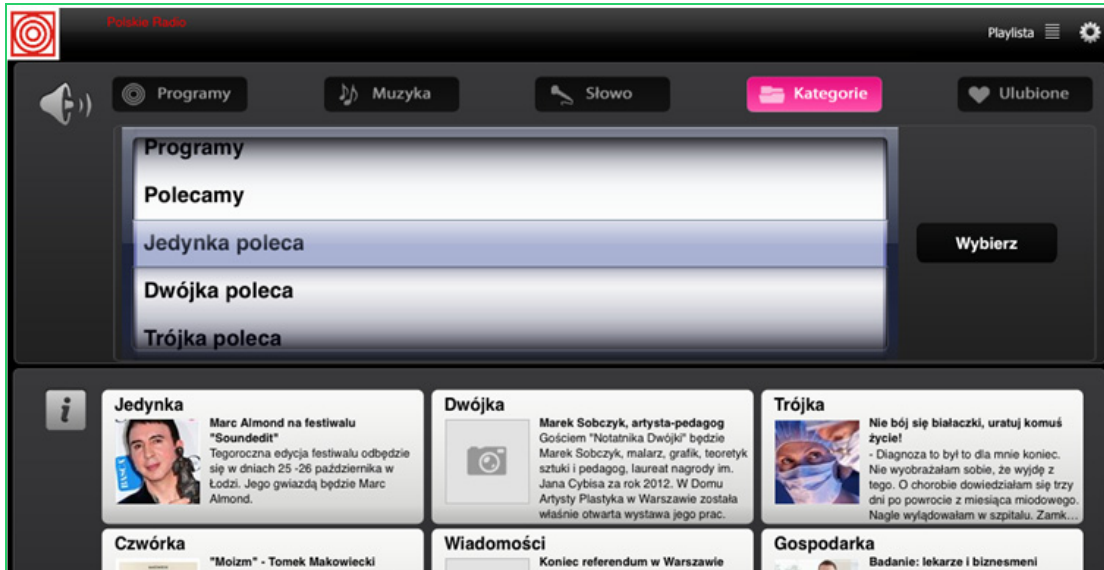 Polskie Radio
Playlista
Programy
Muzyka
Słowo
Kategorie
Ulubione
Programy
Polecamy
Jedynka poleca
Dwójka poleca
Trójka poleca
Wybierz
i
Jedynka
Marc Almond na festiwalu
"Soundedit"
Tegoroczna edycja festiwalu odbędzie
się w dniach 25 -26 października w
Łodzi. Jego gwiazdą będzie Marc
Almond.
Dwójka
Marek Sobczyk, artysta-pedagog
Gościem "Notatnika Dwójki" będzie
Marek Sobczyk, malarz, grafik, teoretyk
sztuki i pedagog, laureat nagrody im.
Jana Cybisa za rok 2012. W Domu
Artysty Plastyka w Warszawie została
właśnie otwarta wystawa jego prac.
Trójka
Nie bój się białaczki, uratuj komuś
życie!
- Diagnoza to był to dla mnie koniec.
Nie wyobrażałam sobie, że wyjdę z
tego. O chorobie dowiedziałam się trzy
dni po powrocie z miesiąca miodowego.
Nagle wylądowałam w szpitalu. Zamk...
Czwórka
"Moizm" - Tomek Makowiecki
Wiadomości
Koniec referendum w Warszawie
Gospodarka
Badanie: lekarze i biznesmeni